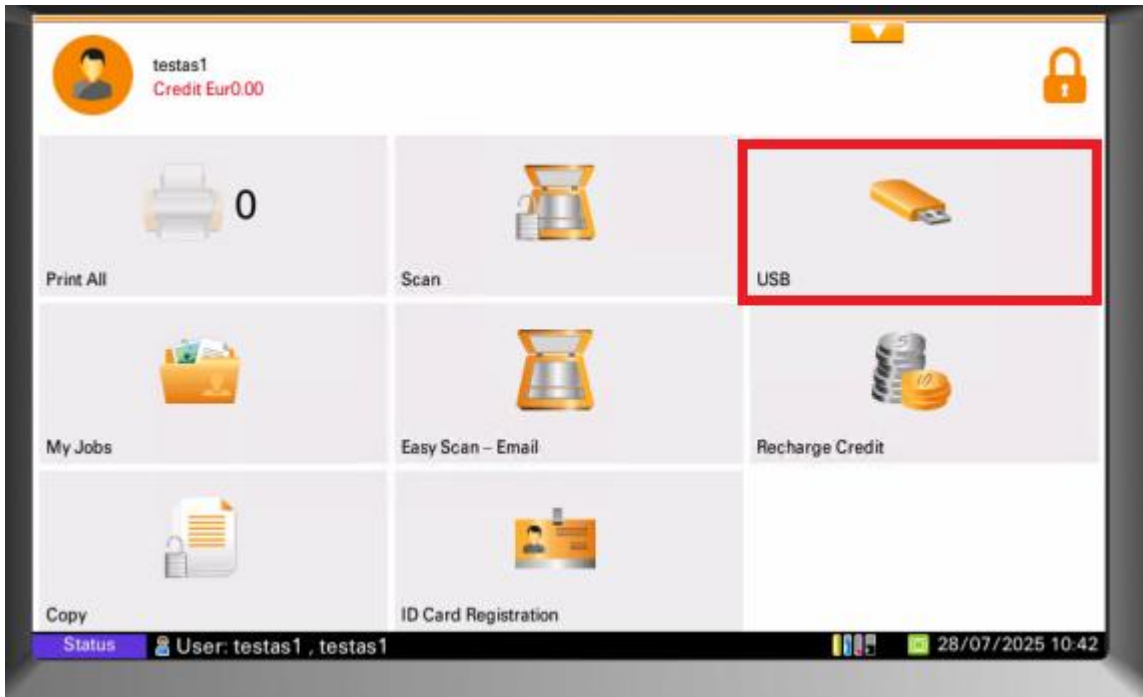 testas1
Credit Eur0.00
0
Print All
Scan
USB
My Jobs
Easy Scan – Email
Recharge Credit
Copy
ID Card Registration
Status
User: testas1 , testas1
28/07/2025 10:42